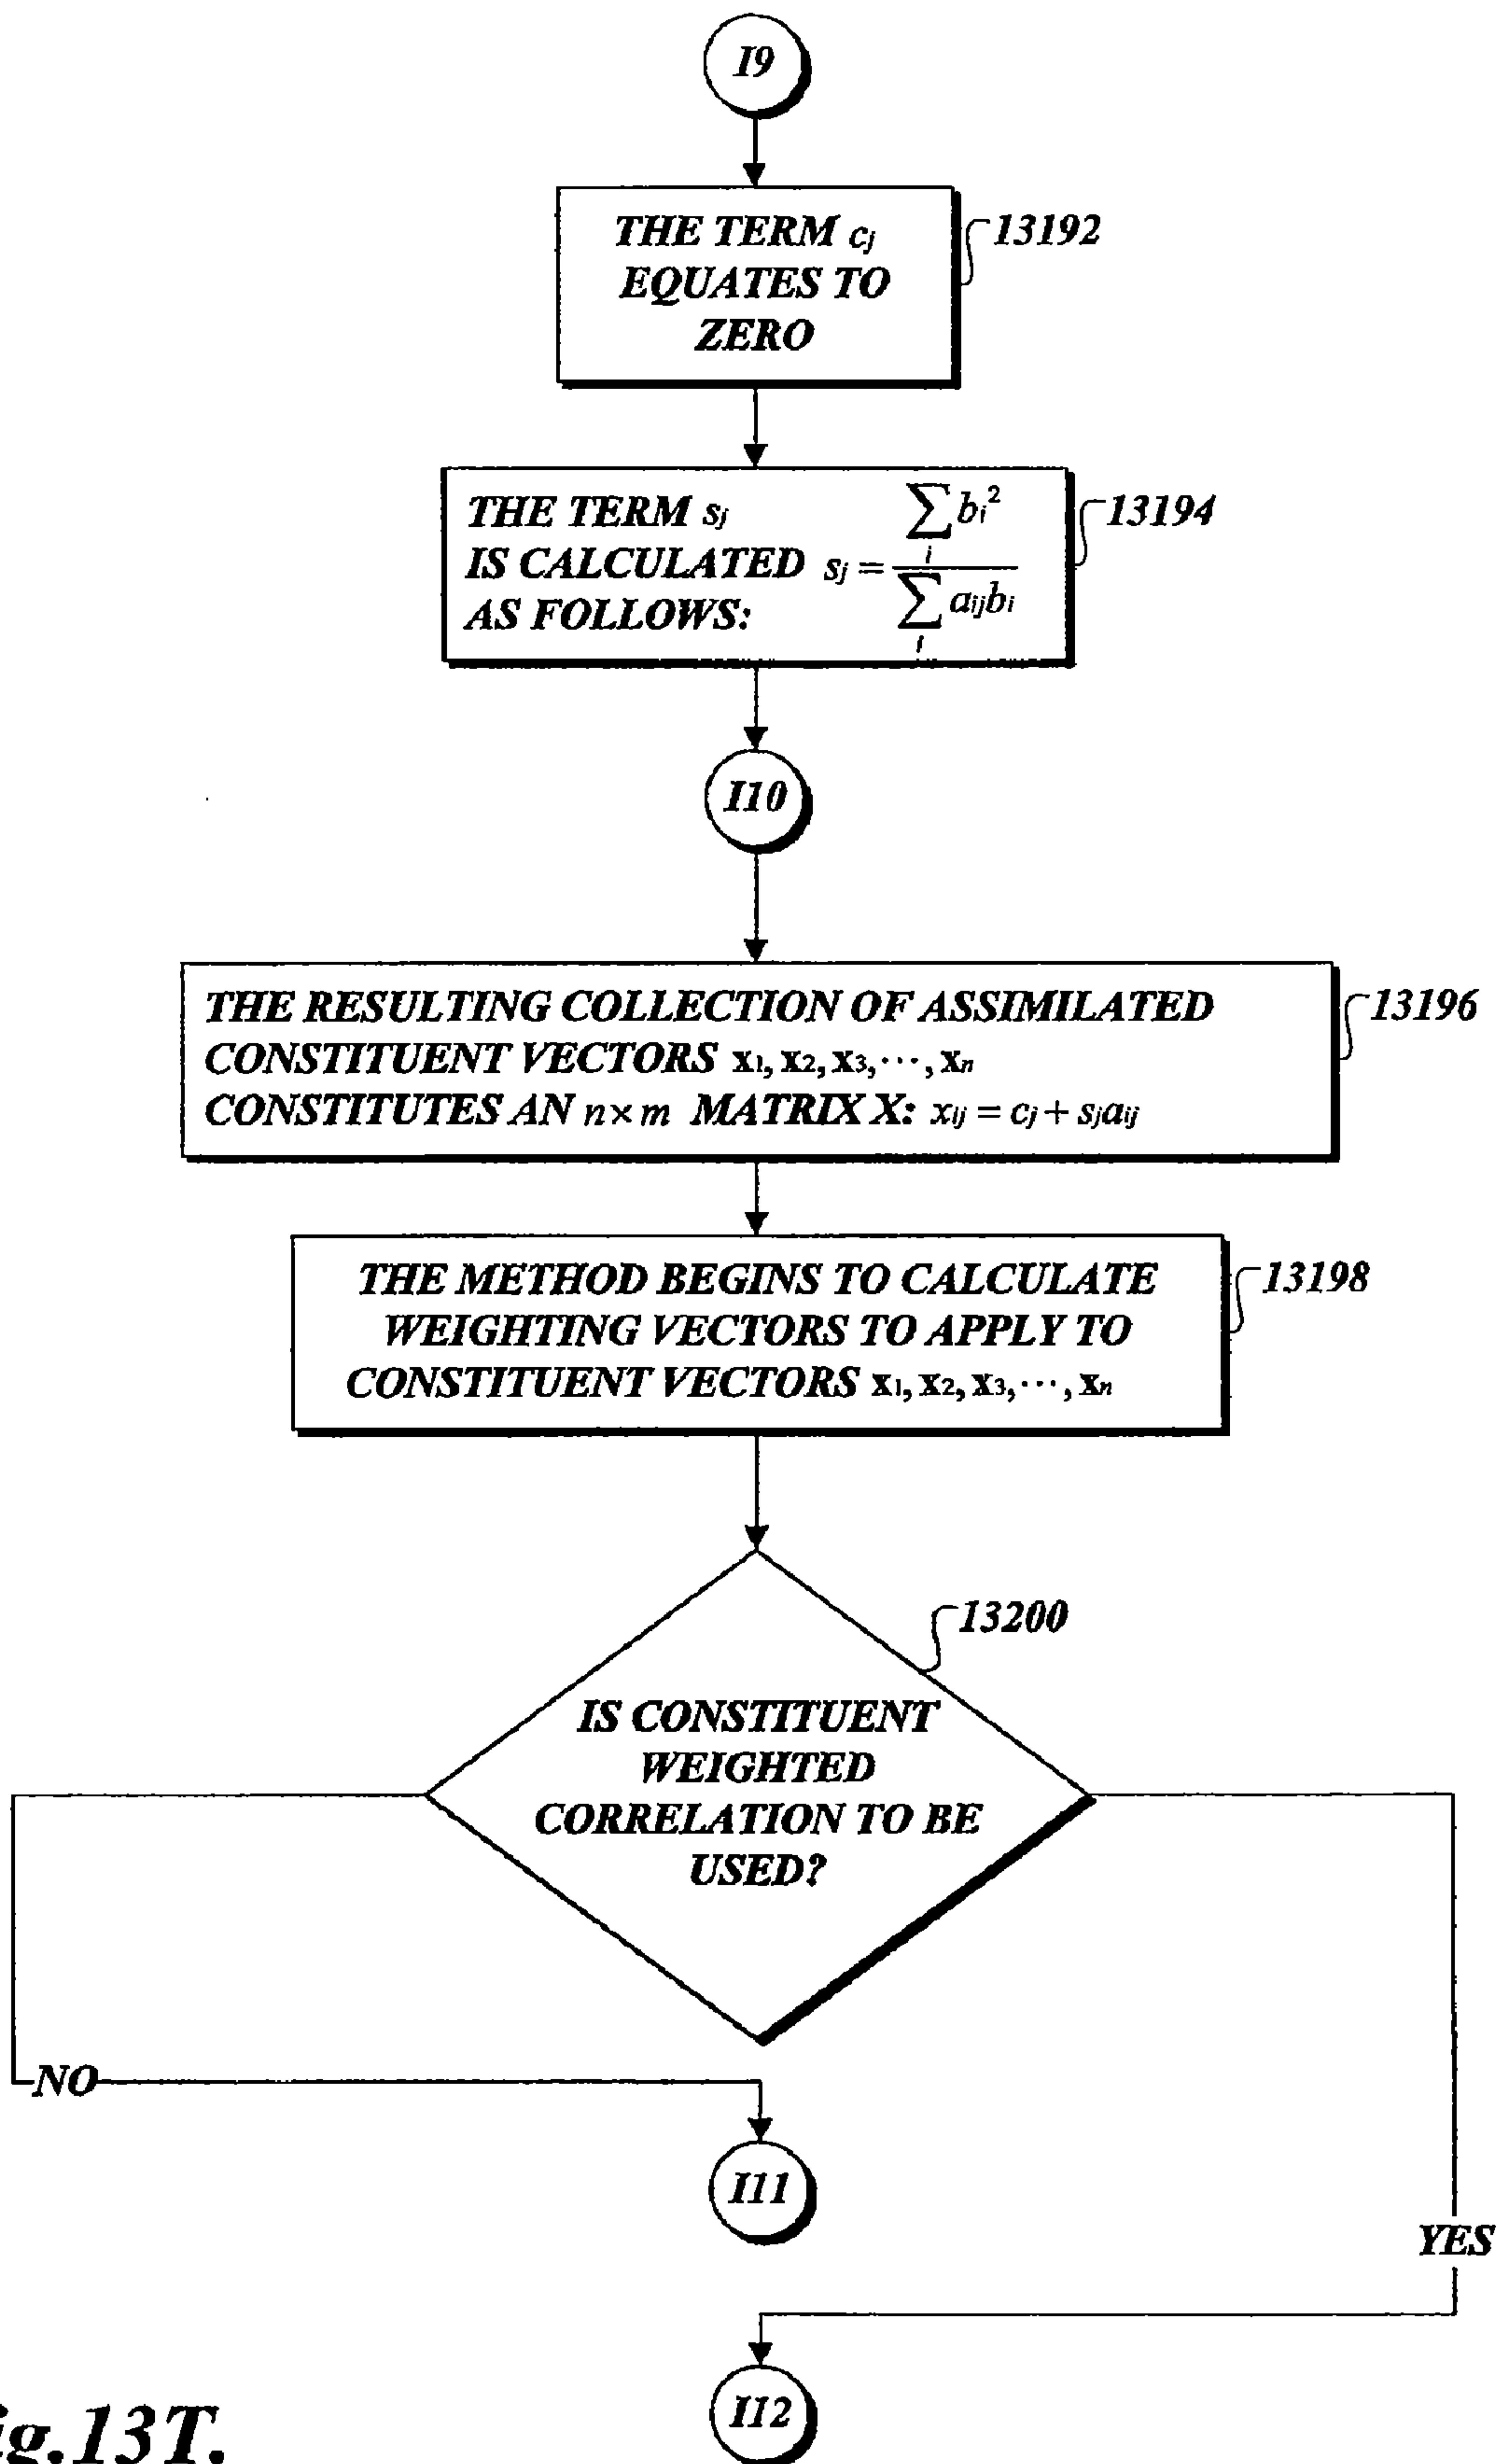 I9
THE TERM cj
EQUATES TO
ZERO
13192
THE TERM sj
IS CALCULATED
AS FOLLOWS:
sj = ∑i bi² / ∑i aijbi
13194
I10
THE RESULTING COLLECTION OF ASSIMILATED
CONSTITUENT VECTORS x1, x2, x3, ···, xn
CONSTITUTES AN n×m MATRIX X: xij = cj + sjaij
13196
THE METHOD BEGINS TO CALCULATE
WEIGHTING VECTORS TO APPLY TO
CONSTITUENT VECTORS x1, x2, x3, ···, xn
13198
13200
IS CONSTITUENT
WEIGHTED
CORRELATION TO BE
USED?
NO
I11
YES
I12
ig.13T.